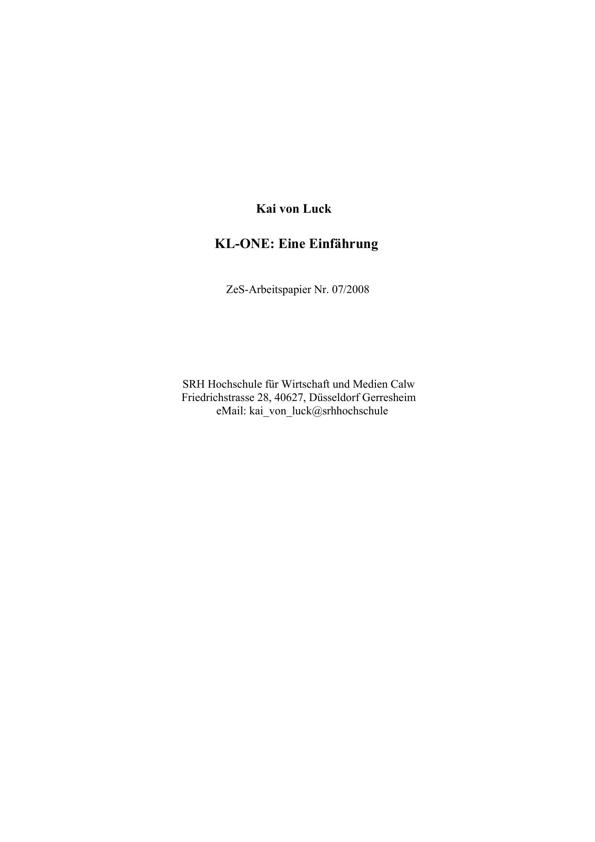 Kai von Luck
KL-ONE: Eine Einfährung
ZeS-Arbeitspapier Nr. 07/2008
SRH Hochschule für Wirtschaft und Medien Calw
Friedrichstrasse 28, 40627, Düsseldorf Gerresheim
eMail: kai_von_luck@srhhochschule